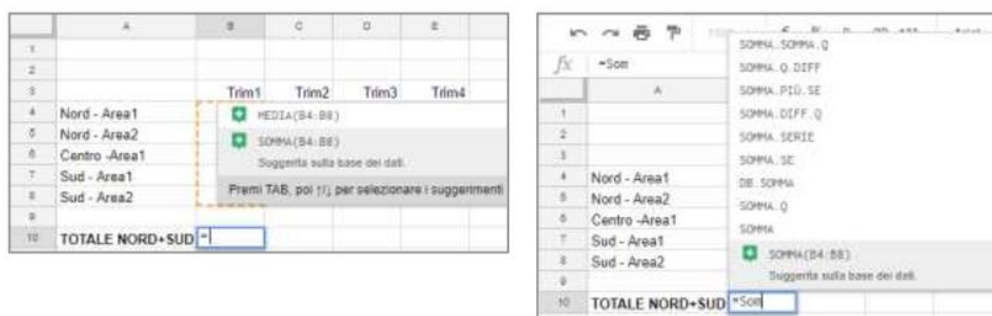 A B C D E
1
2
3 Trim1 Trim2 Trim3 Trim4
4 Nord - Area1
5 Nord - Area2
6 Centro -Area1
7 Sud - Area1
8 Sud - Area2
9
10 TOTALE NORD+SUD =
MEDIA(B4:B8)
SOMMA(B4:B8)
Suggerita sulla base dei dati.
Premi TAB, poi ↑/↓ per selezionare i suggerimenti
fx =Som
A
1
2
3
4 Nord - Area1
5 Nord - Area2
6 Centro -Area1
7 Sud - Area1
8 Sud - Area2
9
10 TOTALE NORD+SUD =Som
SOMMA.SOMMA.Q
SOMMA.Q.DIFF
SOMMA.PIÙ.SE
SOMMA.DIFF.Q
SOMMA.SERIE
SOMMA.SE
DB.SOMMA
SOMMA.Q
SOMMA
SOMMA(B4:B8)
Suggerita sulla base dei dati.